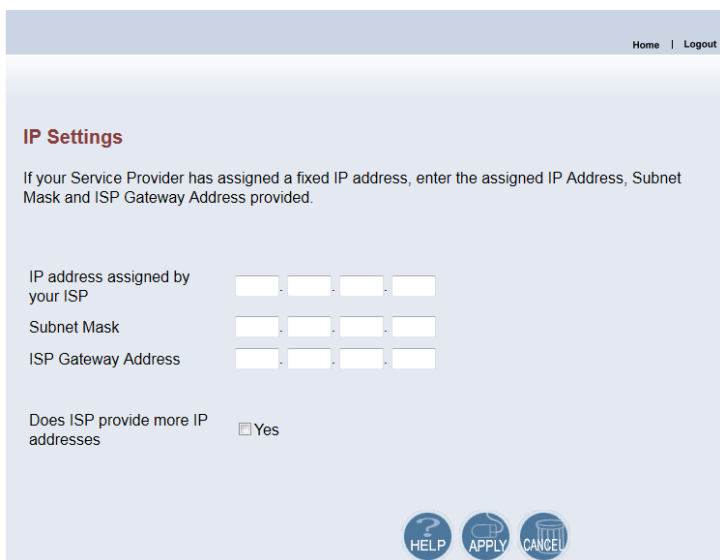 Home | Logout
IP Settings
If your Service Provider has assigned a fixed IP address, enter the assigned IP Address, Subnet
Mask and ISP Gateway Address provided.
IP address assigned by
your ISP
. . .
Subnet Mask
. . .
ISP Gateway Address
. . .
Does ISP provide more IP
addresses
Yes
HELP APPLY CANCEL